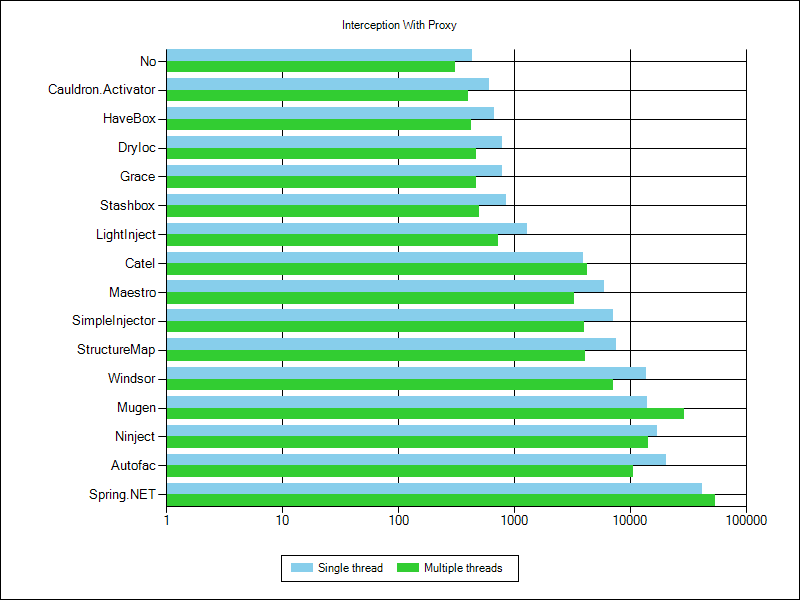 Interception With Proxy
No
Cauldron.Activator
HaveBox
DryIoc
Grace
Stashbox
LightInject
Catel
Maestro
SimpleInjector
StructureMap
Windsor
Mugen
Ninject
Autofac
Spring.NET
1 10 100 1000 10000 100000
Single thread Multiple threads